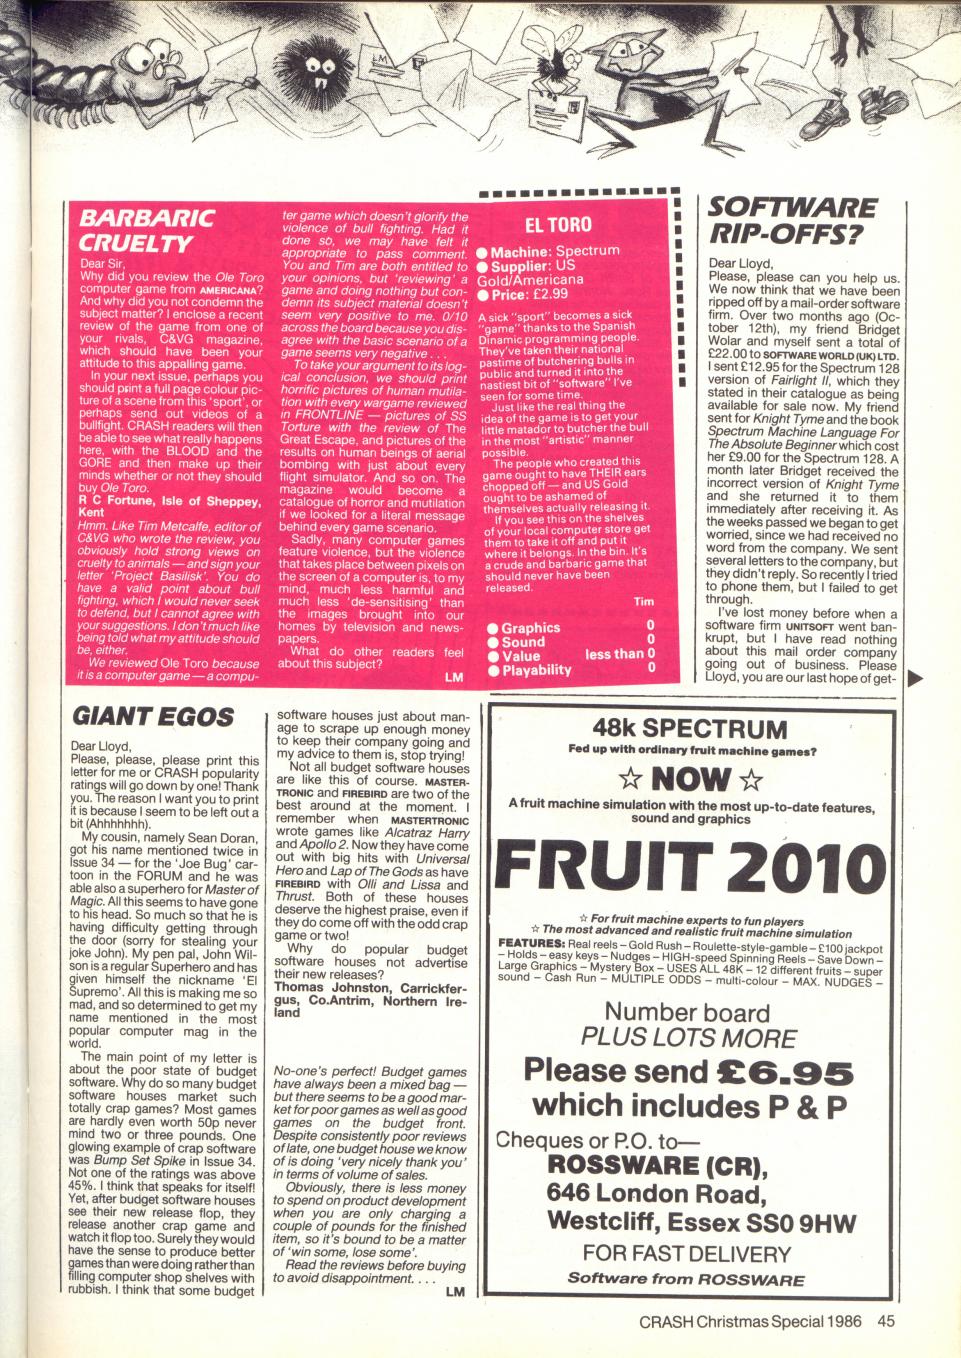 BARBARIC
CRUELTY
Dear Sir,
Why did you review the Ole Toro
computer game from AMERICANA?
And why did you not condemn the
subject matter? I enclose a recent
review of the game from one of
your rivals, C&VG magazine,
which should have been your
attitude to this appalling game.
In your next issue, perhaps you
should print a full page colour pic-
ture of a scene from this 'sport', or
perhaps send out videos of a
bullfight. CRASH readers will then
be able to see what really happens
here, with the BLOOD and the
GORE and then make up their
minds whether or not they should
buy Ole Toro.
R C Fortune, Isle of Sheppey,
Kent
Hmm. Like Tim Metcalfe, editor of
C&VG who wrote the review, you
obviously hold strong views on
cruelty to animals — and sign your
letter 'Project Basilisk'. You do
have a valid point about bull
fighting, which I would never seek
to defend, but I cannot agree with
your suggestions. I don't much like
being told what my attitude should
be, either.
We reviewed Ole Toro because
it is a computer game — a compu-
ter game which doesn't glorify the
violence of bull fighting. Had it
done so, we may have felt it
appropriate to pass comment.
You and Tim are both entitled to
your opinions, but 'reviewing' a
game and doing nothing but con-
demn its subject material doesn't
seem very positive to me. 0/10
across the board because you dis-
agree with the basic scenario of a
game seems very negative . . .
To take your argument to its log-
ical conclusion, we should print
horrific pictures of human mutila-
tion with every wargame reviewed
in FRONTLINE — pictures of SS
Torture with the review of The
Great Escape, and pictures of the
results on human beings of aerial
bombing with just about every
flight simulator. And so on. The
magazine would become a
catalogue of horror and mutilation
if we looked for a literal message
behind every game scenario.
Sadly, many computer games
feature violence, but the violence
that takes place between pixels on
the screen of a computer is, to my
mind, much less harmful and
much less 'de-sensitising' than
the images brought into our
homes by television and news-
papers.
What do other readers feel
about this subject?
LM
EL TORO
Machine: Spectrum
Supplier: US
Gold/Americana
Price: £2.99
A sick "sport" becomes a sick
"game" thanks to the Spanish
Dinamic programming people.
They've taken their national
pastime of butchering bulls in
public and turned it into the
nastiest bit of "software" I've
seen for some time.
Just like the real thing the
idea of the game is to get your
little matador to butcher the bull
in the most "artistic" manner
possible.
The people who created this
game ought to have THEIR ears
chopped off — and US Gold
ought to be ashamed of
themselves actually releasing it.
If you see this on the shelves
of your local computer store get
them to take it off and put it
where it belongs. In the bin. It's
a crude and barbaric game that
should never have been
released.
Tim
Graphics 0
Sound 0
Value less than 0
Playability 0
SOFTWARE
RIP-OFFS?
Dear Lloyd,
Please, please can you help us.
We now think that we have been
ripped off by a mail-order software
firm. Over two months ago (Oc-
tober 12th), my friend Bridget
Wolar and myself sent a total of
£22.00 to SOFTWARE WORLD (UK) LTD.
I sent £12.95 for the Spectrum 128
version of Fairlight II, which they
stated in their catalogue as being
available for sale now. My friend
sent for Knight Tyme and the book
Spectrum Machine Language For
The Absolute Beginner which cost
her £9.00 for the Spectrum 128. A
month later Bridget received the
incorrect version of Knight Tyme
and she returned it to them
immediately after receiving it. As
the weeks passed we began to get
worried, since we had received no
word from the company. We sent
several letters to the company, but
they didn't reply. So recently I tried
to phone them, but I failed to get
through.
I've lost money before when a
software firm UNITSOFT went ban-
krupt, but I have read nothing
about this mail order company
going out of business. Please
Lloyd, you are our last hope of get-
GIANT EGOS
Dear Lloyd,
Please, please, please print this
letter for me or CRASH popularity
ratings will go down by one! Thank
you. The reason I want you to print
it is because I seem to be left out a
bit (Ahhhhhhh).
My cousin, namely Sean Doran,
got his name mentioned twice in
Issue 34 — for the 'Joe Bug' car-
toon in the FORUM and he was
able also a superhero for Master of
Magic. All this seems to have gone
to his head. So much so that he is
having difficulty getting through
the door (sorry for stealing your
joke John). My pen pal, John Wil-
son is a regular Superhero and has
given himself the nickname 'El
Supremo'. All this is making me so
mad, and so determined to get my
name mentioned in the most
popular computer mag in the
world.
The main point of my letter is
about the poor state of budget
software. Why do so many budget
software houses market such
totally crap games? Most games
are hardly even worth 50p never
mind two or three pounds. One
glowing example of crap software
was Bump Set Spike in Issue 34.
Not one of the ratings was above
45%. I think that speaks for itself!
Yet, after budget software houses
see their new release flop, they
release another crap game and
watch it flop too. Surely they would
have the sense to produce better
games than were doing rather than
filling computer shop shelves with
rubbish. I think that some budget
software houses just about man-
age to scrape up enough money
to keep their company going and
my advice to them is, stop trying!
Not all budget software houses
are like this of course. MASTER-
TRONIC and FIREBIRD are two of the
best around at the moment. I
remember when MASTERTRONIC
wrote games like Alcatraz Harry
and Apollo 2. Now they have come
out with big hits with Universal
Hero and Lap of The Gods as have
FIREBIRD with Olli and Lissa and
Thrust. Both of these houses
deserve the highest praise, even if
they do come off with the odd crap
game or two!
Why do popular budget
software houses not advertise
their new releases?
Thomas Johnston, Carrickfer-
gus, Co.Antrim, Northern Ire-
land
No-one's perfect! Budget games
have always been a mixed bag —
but there seems to be a good mar-
ket for poor games as well as good
games on the budget front.
Despite consistently poor reviews
of late, one budget house we know
of is doing 'very nicely thank you'
in terms of volume of sales.
Obviously, there is less money
to spend on product development
when you are only charging a
couple of pounds for the finished
item, so it's bound to be a matter
of 'win some, lose some'.
Read the reviews before buying
to avoid disappointment. . . .
LM
48k SPECTRUM
Fed up with ordinary fruit machine games?
☆ NOW ☆
A fruit machine simulation with the most up-to-date features,
sound and graphics
FRUIT 2010
☆ For fruit machine experts to fun players
☆ The most advanced and realistic fruit machine simulation
FEATURES: Real reels – Gold Rush – Roulette-style-gamble – £100 jackpot
– Holds – easy keys – Nudges – HIGH-speed Spinning Reels – Save Down –
Large Graphics – Mystery Box – USES ALL 48K – 12 different fruits – super
sound – Cash Run – MULTIPLE ODDS – multi-colour – MAX. NUDGES –
Number board
PLUS LOTS MORE
Please send £6.95
which includes P & P
Cheques or P.O. to—
ROSSWARE (CR),
646 London Road,
Westcliff, Essex SS0 9HW
FOR FAST DELIVERY
Software from ROSSWARE
CRASH Christmas Special 1986 45